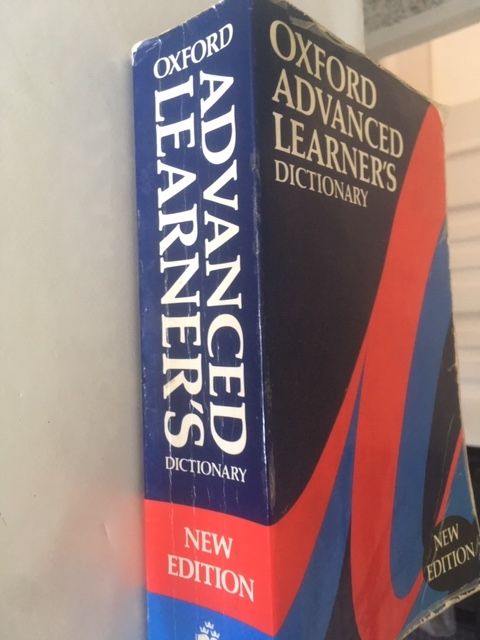 OXFORD
ADVANCED
LEARNER'S
DICTIONARY
NEW
EDITION
OXFORD
ADVANCED
LEARNER'S
DICTIONARY
NEW
EDITION